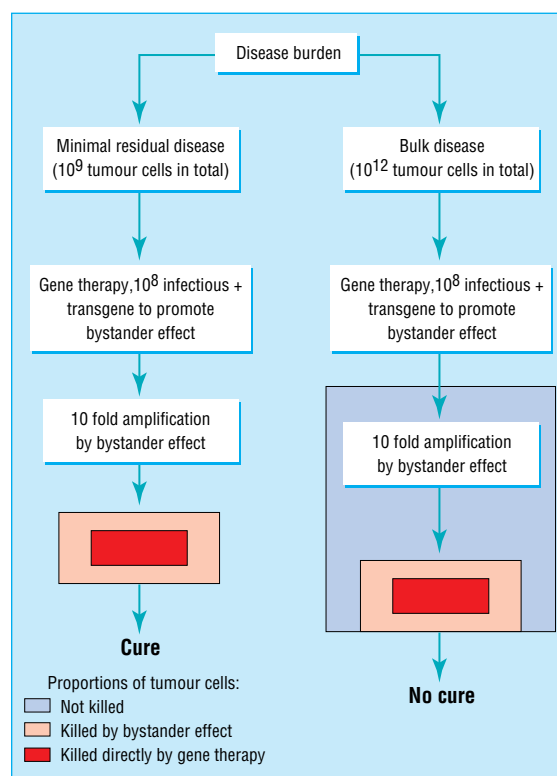 Disease burden
Minimal residual disease
(10⁹ tumour cells in total)
Bulk disease
(10¹² tumour cells in total)
Gene therapy,10⁸ infectious +
transgene to promote
bystander effect
Gene therapy,10⁸ infectious +
transgene to promote
bystander effect
10 fold amplification
by bystander effect
10 fold amplification
by bystander effect
Cure
No cure
Proportions of tumour cells:
Not killed
Killed by bystander effect
Killed directly by gene therapy